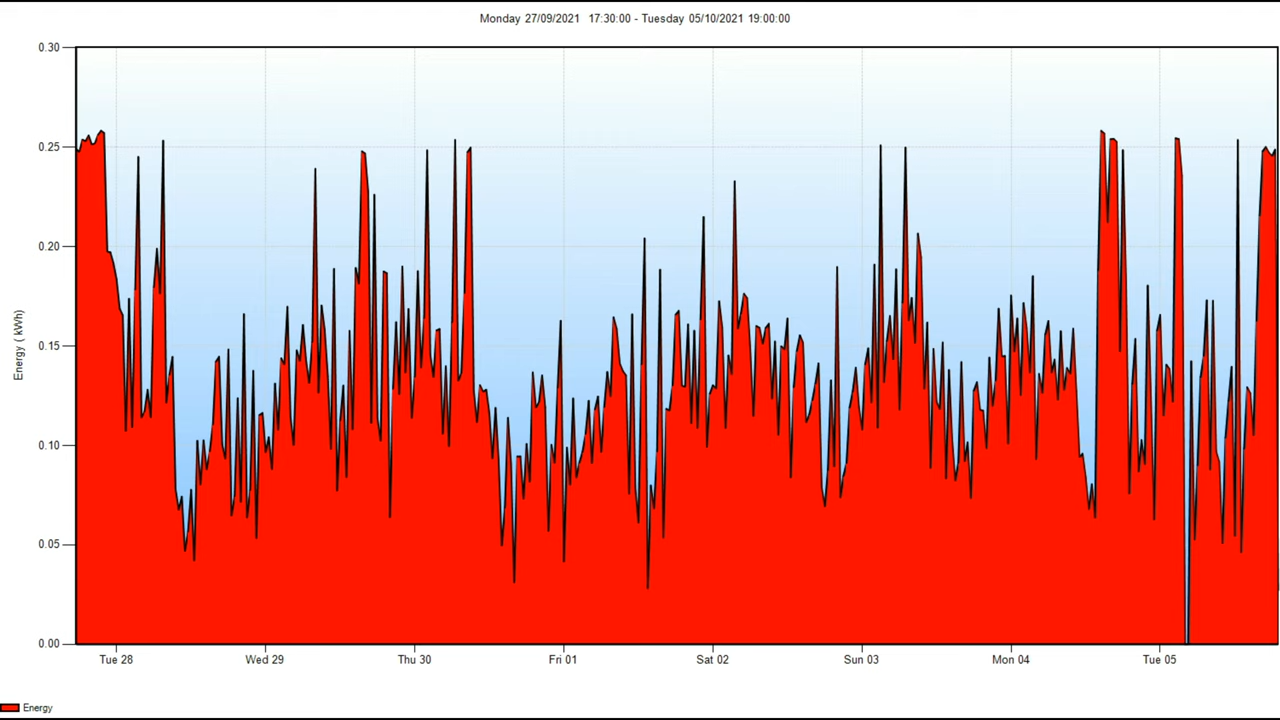 Monday 27/09/2021 17:30:00 - Tuesday 05/10/2021 19:00:00
0.30
0.25
0.20
0.15
0.10
0.05
0.00
Energy ( kWh)
Tue 28 Wed 29 Thu 30 Fri 01 Sat 02 Sun 03 Mon 04 Tue 05
Energy